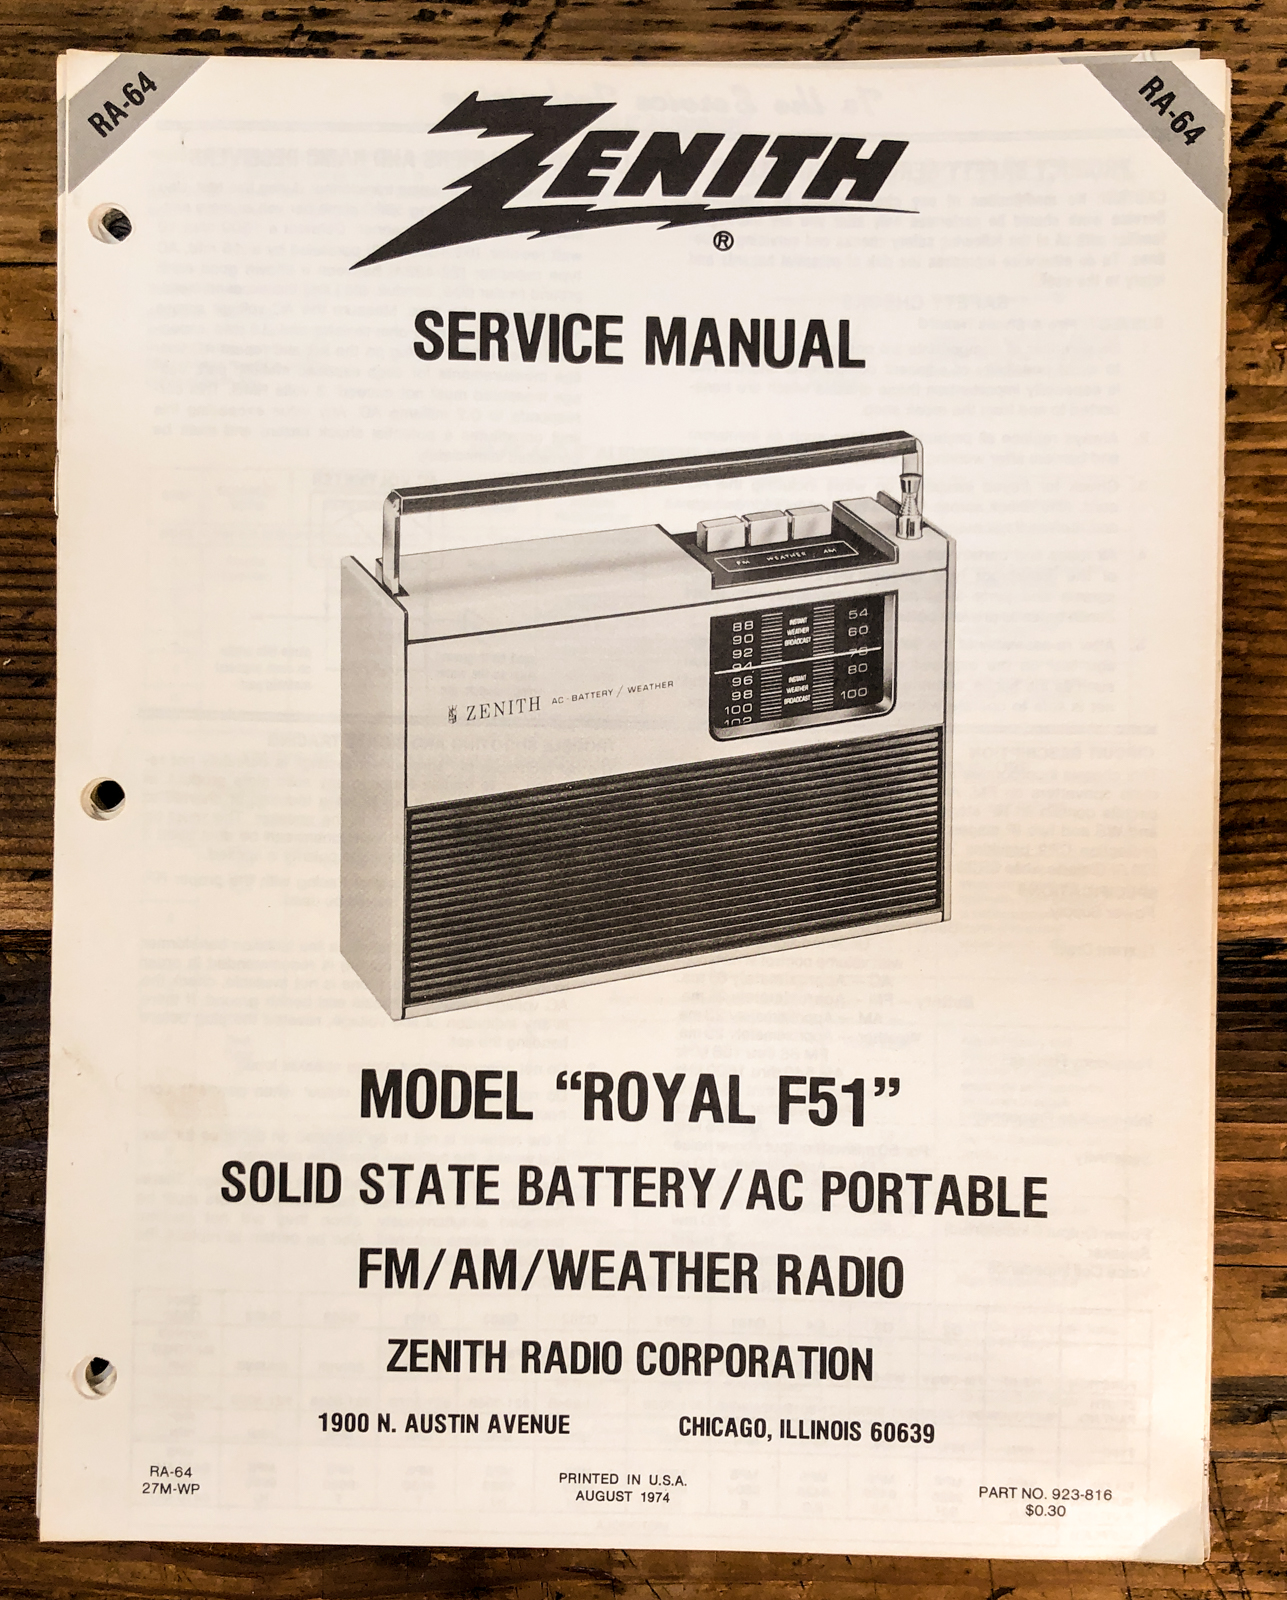 RA-64
RA-64
ZENITH
®
SERVICE MANUAL
FM WEATHER AM
88 INSTANT 54
90 WEATHER 60
92 BROADCAST 70
94
96 INSTANT 80
98 WEATHER
100 BROADCAST 100
102
ZENITH AC-BATTERY / WEATHER
MODEL “ROYAL F51”
SOLID STATE BATTERY/AC PORTABLE
FM/AM/WEATHER RADIO
ZENITH RADIO CORPORATION
1900 N. AUSTIN AVENUE CHICAGO, ILLINOIS 60639
RA-64
27M-WP
PRINTED IN U.S.A.
AUGUST 1974
PART NO. 923-816
$0.30